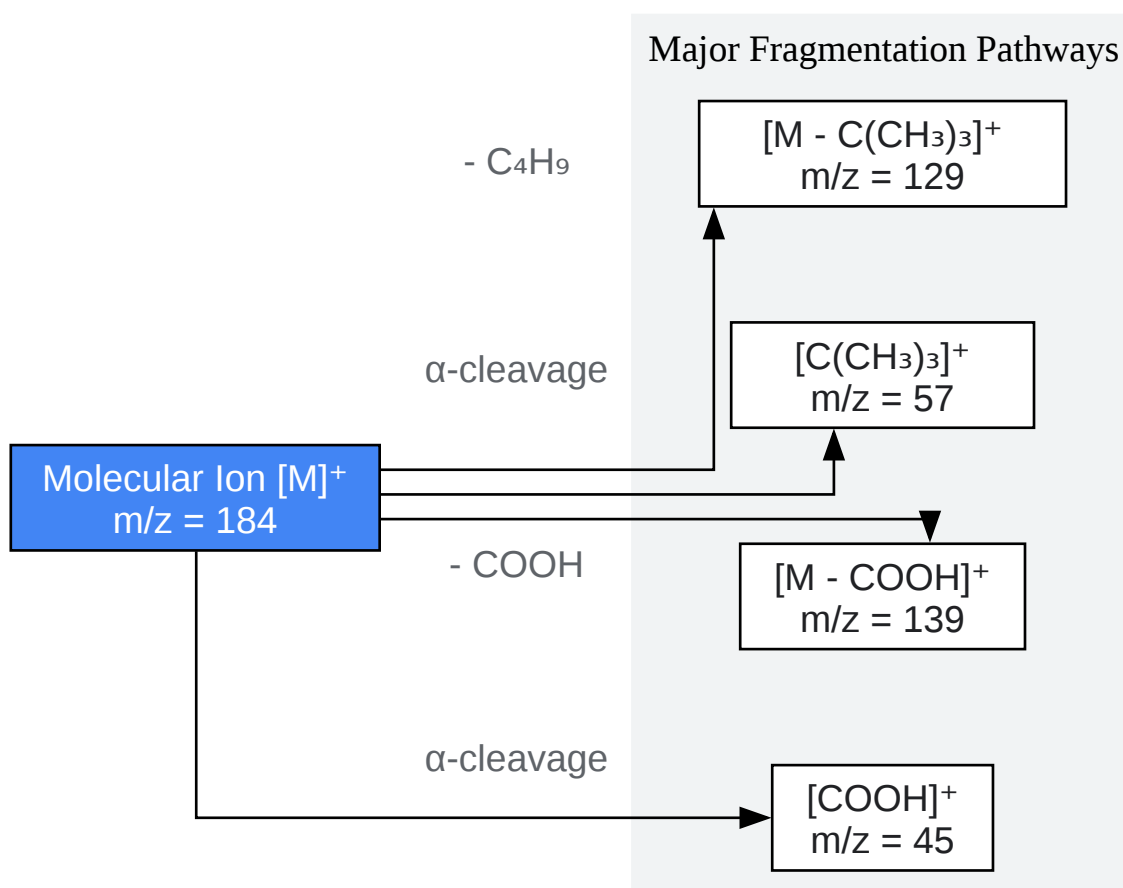 Major Fragmentation Pathways
- C₄H₉
[M - C(CH₃)₃]⁺
m/z = 129
α-cleavage
[C(CH₃)₃]⁺
m/z = 57
Molecular Ion [M]⁺
m/z = 184
- COOH
[M - COOH]⁺
m/z = 139
α-cleavage
[COOH]⁺
m/z = 45